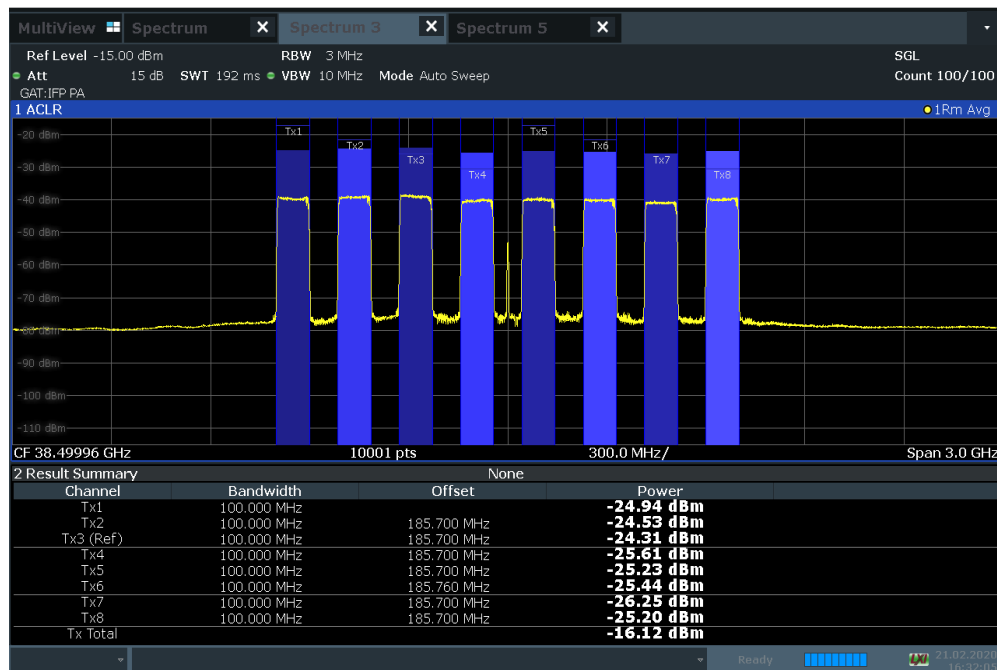 MultiView Spectrum X Spectrum 3 X Spectrum 5 X
Ref Level -15.00 dBm RBW 3 MHz SGL
Att 15 dB SWT 192 ms VBW 10 MHz Mode Auto Sweep Count 100/100
GAT:IFP PA
1 ACLR 1Rm Avg
-20 dBm
-30 dBm
-40 dBm
-50 dBm
-60 dBm
-70 dBm
-80 dBm
-90 dBm
-100 dBm
-110 dBm
Tx1
Tx2
Tx3
Tx4
Tx5
Tx6
Tx7
Tx8
CF 38.49996 GHz 10001 pts 300.0 MHz/ Span 3.0 GHz
2 Result Summary None
Channel Bandwidth Offset Power
Tx1 100.000 MHz -24.94 dBm
Tx2 100.000 MHz 185.700 MHz -24.53 dBm
Tx3 (Ref) 100.000 MHz 185.700 MHz -24.31 dBm
Tx4 100.000 MHz 185.700 MHz -25.61 dBm
Tx5 100.000 MHz 185.700 MHz -25.23 dBm
Tx6 100.000 MHz 185.760 MHz -25.44 dBm
Tx7 100.000 MHz 185.700 MHz -26.25 dBm
Tx8 100.000 MHz 185.700 MHz -25.20 dBm
Tx Total -16.12 dBm
Ready LXI 21.02.2020
16:32:05